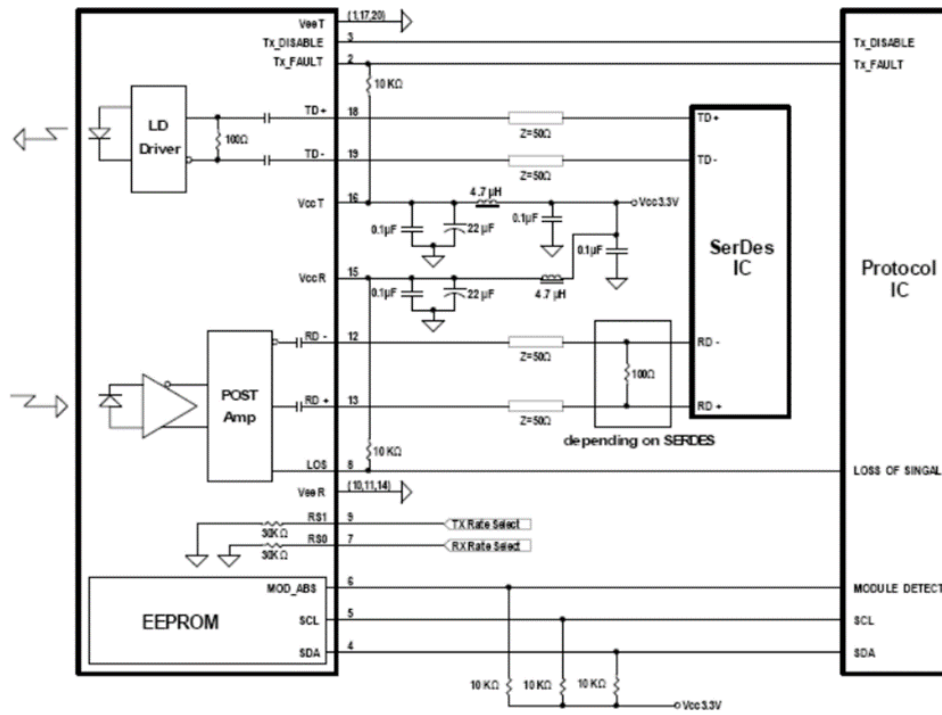 VeeT (1,17,20)
Tx_DISABLE 3 Tx_DISABLE
Tx_FAULT 2 Tx_FAULT
10 KΩ
LD
Driver
100Ω
TD+ 18 Z=50Ω TD+
TD- 19 Z=50Ω TD-
VccT 16 4.7 μH Vcc3.3V
0.1μF 22 μF 0.1μF 0.1μF
SerDes
IC
Protocol
IC
VccR 15
0.1μF 22 μF 4.7 μH
RD - 12 Z=50Ω RD -
100Ω
POST
Amp
RD + 13 Z=50Ω RD +
depending on SERDES
10 KΩ
LOS 8 LOSS OF SINGAL
VeeR (10,11,14)
RS1 9 TX Rate Select
30KΩ
RS0 7 RX Rate Select
30KΩ
EEPROM
MOD_ABS 6 MODULE DETECT
SCL 5 SCL
SDA 4 SDA
10 KΩ 10 KΩ 10 KΩ
Vcc3.3V